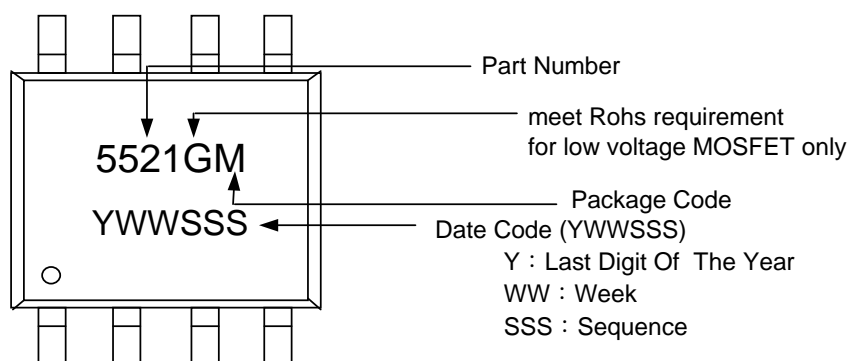 Part Number
meet Rohs requirement
for low voltage MOSFET only
5521GM
Package Code
YWWSSS
Date Code (YWWSSS)
Y：Last Digit Of The Year
WW：Week
SSS：Sequence